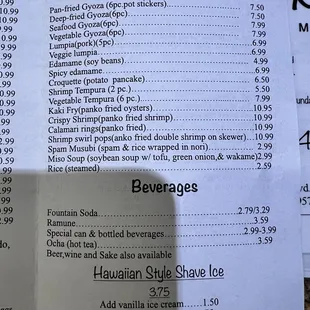 Pan-fried Gyoza (6pc.pot stickers)
Deep-fried Gyoza(6pc) 7.50
Seafood Gyoza(6pc) 7.50
Vegetable Gyoza(6pc) 7.99
Lumpia(pork)(5pc) 7.99
Veggie lumpia 6.99
Edamame (soy beans) 6.99
Spicy edamame 4.99
Croquette (potato pancake) 6.50
Shrimp Tempura (2 pc.) 6.50
Vegetable Tempura (6 pc.) 5.50
Kaki Fry(panko fried oysters) 7.99
Crispy Shrimp(panko fried shrimp) 10.95
Calamari rings(panko fried) 10.99
Shrimp swirl pops(anko fried double shrimp on skewer) 10.99
Spam Musubi (spam & rice wrapped in nori) 2.99
Miso Soup (soybean soup w/ tofu, green onion,& wakame) 2.99
Rice (steamed) 2.59
Beverages
Fountain Soda 2.79/3.29
Ramune 3.59
Special can & bottled beverages 2.99-3.99
Ocha (hot tea) 3.59
Beer,wine and Sake also available
Hawaiian Style Shave Ice
3.75
Add vanilla ice cream 1.50